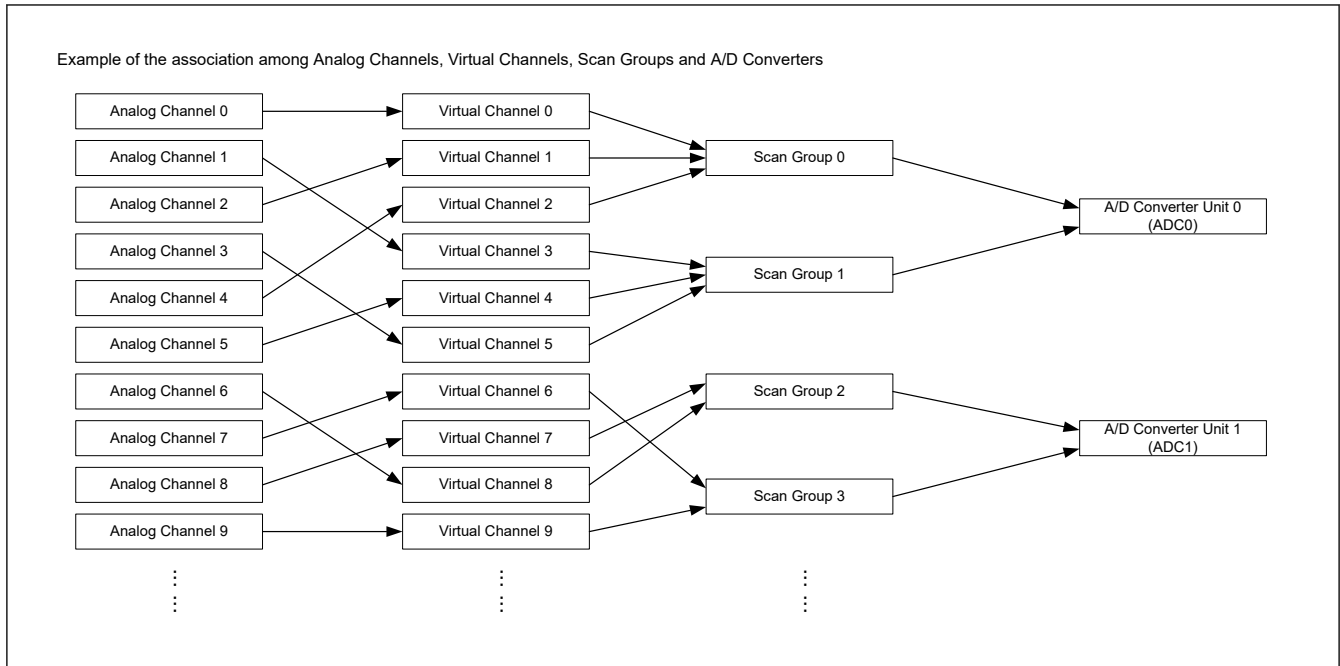 Example of the association among Analog Channels, Virtual Channels, Scan Groups and A/D Converters
Analog Channel 0
Analog Channel 1
Analog Channel 2
Analog Channel 3
Analog Channel 4
Analog Channel 5
Analog Channel 6
Analog Channel 7
Analog Channel 8
Analog Channel 9
Virtual Channel 0
Virtual Channel 1
Virtual Channel 2
Virtual Channel 3
Virtual Channel 4
Virtual Channel 5
Virtual Channel 6
Virtual Channel 7
Virtual Channel 8
Virtual Channel 9
Scan Group 0
Scan Group 1
Scan Group 2
Scan Group 3
A/D Converter Unit 0
(ADC0)
A/D Converter Unit 1
(ADC1)